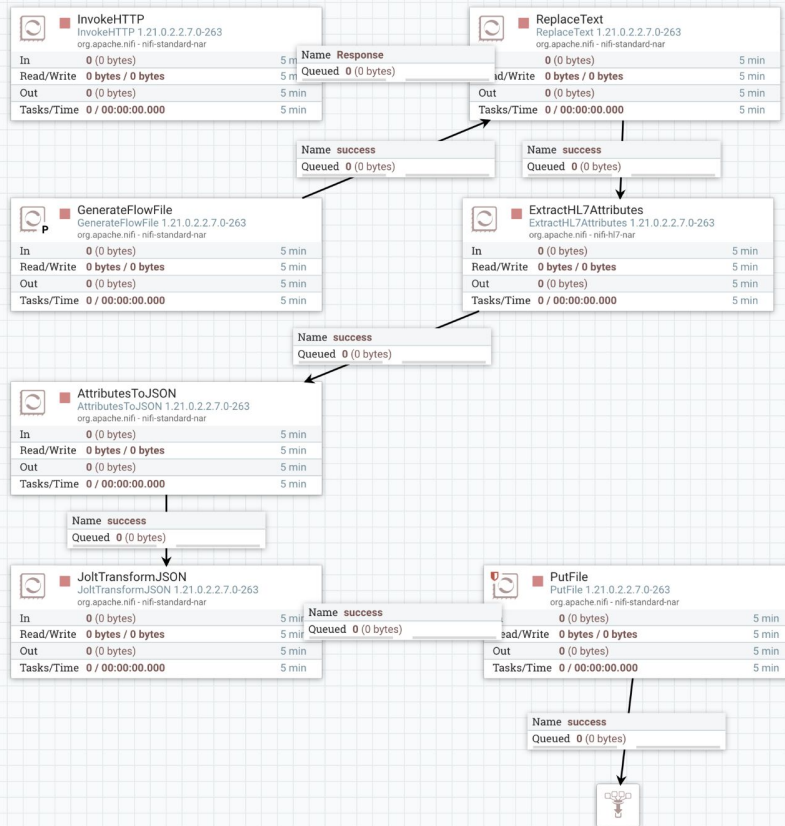 InvokeHTTP
InvokeHTTP 1.21.0.2.2.7.0-263
org.apache.nifi - nifi-standard-nar
In 0 (0 bytes) 5 min
Read/Write 0 bytes / 0 bytes 5 min
Out 0 (0 bytes) 5 min
Tasks/Time 0 / 00:00:00.000 5 min
Name Response
Queued 0 (0 bytes)
ReplaceText
ReplaceText 1.21.0.2.2.7.0-263
org.apache.nifi - nifi-standard-nar
0 (0 bytes) 5 min
ad/Write 0 bytes / 0 bytes 5 min
Out 0 (0 bytes) 5 min
Tasks/Time 0 / 00:00:00.000 5 min
Name success
Queued 0 (0 bytes)
Name success
Queued 0 (0 bytes)
P
GenerateFlowFile
GenerateFlowFile 1.21.0.2.2.7.0-263
org.apache.nifi - nifi-standard-nar
In 0 (0 bytes) 5 min
Read/Write 0 bytes / 0 bytes 5 min
Out 0 (0 bytes) 5 min
Tasks/Time 0 / 00:00:00.000 5 min
ExtractHL7Attributes
ExtractHL7Attributes 1.21.0.2.2.7.0-263
org.apache.nifi - nifi-hl7-nar
In 0 (0 bytes) 5 min
Read/Write 0 bytes / 0 bytes 5 min
Out 0 (0 bytes) 5 min
Tasks/Time 0 / 00:00:00.000 5 min
Name success
Queued 0 (0 bytes)
AttributesToJSON
AttributesToJSON 1.21.0.2.2.7.0-263
org.apache.nifi - nifi-standard-nar
In 0 (0 bytes) 5 min
Read/Write 0 bytes / 0 bytes 5 min
Out 0 (0 bytes) 5 min
Tasks/Time 0 / 00:00:00.000 5 min
Name success
Queued 0 (0 bytes)
JoltTransformJSON
JoltTransformJSON 1.21.0.2.2.7.0-263
org.apache.nifi - nifi-standard-nar
In 0 (0 bytes) 5 min
Read/Write 0 bytes / 0 bytes 5 min
Out 0 (0 bytes) 5 min
Tasks/Time 0 / 00:00:00.000 5 min
Name success
Queued 0 (0 bytes)
PutFile
PutFile 1.21.0.2.2.7.0-263
org.apache.nifi - nifi-standard-nar
0 (0 bytes) 5 min
ead/Write 0 bytes / 0 bytes 5 min
Out 0 (0 bytes) 5 min
Tasks/Time 0 / 00:00:00.000 5 min
Name success
Queued 0 (0 bytes)